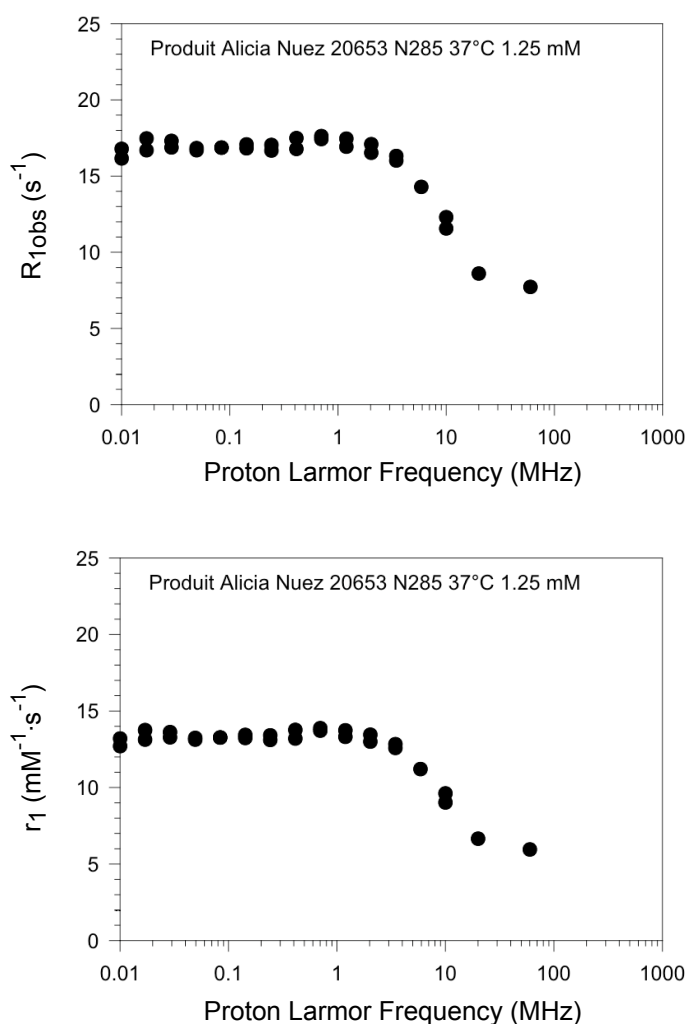 25
Produit Alicia Nuez 20653 N285 37°C 1.25 mM
20
15
10
5
0
R1obs (s⁻¹)
0.01 0.1 1 10 100 1000
Proton Larmor Frequency (MHz)
25
Produit Alicia Nuez 20653 N285 37°C 1.25 mM
20
15
10
5
0
r1 (mM⁻¹·s⁻¹)
0.01 0.1 1 10 100 1000
Proton Larmor Frequency (MHz)